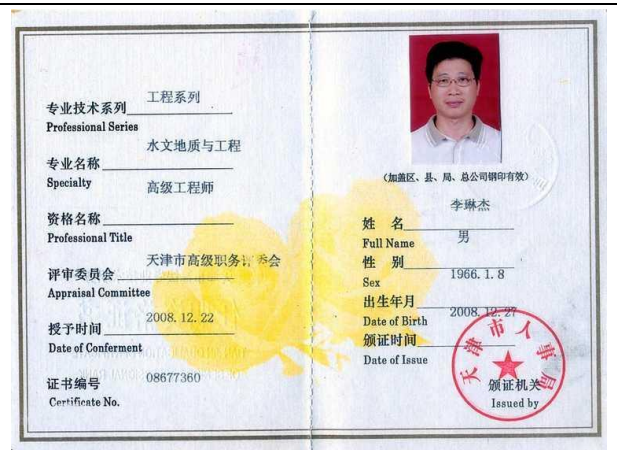 专业技术系列 工程系列
Professional Series
水文地质与工程
专业名称
Specialty
高级工程师
资格名称
Professional Title
天津市高级职务评委会
评审委员会
Appraisal Committee
授予时间 2008.12.22
Date of Conferment
证书编号 08677360
Certificate No.
(加盖区、县、局、总公司钢印有效)
李琳杰
姓 名
Full Name
男
性 别
Sex
1966.1.8
出生年月
Date of Birth
2008.12.27
颁证时间
Date of Issue
天津市人事局
颁证机关
Issued by